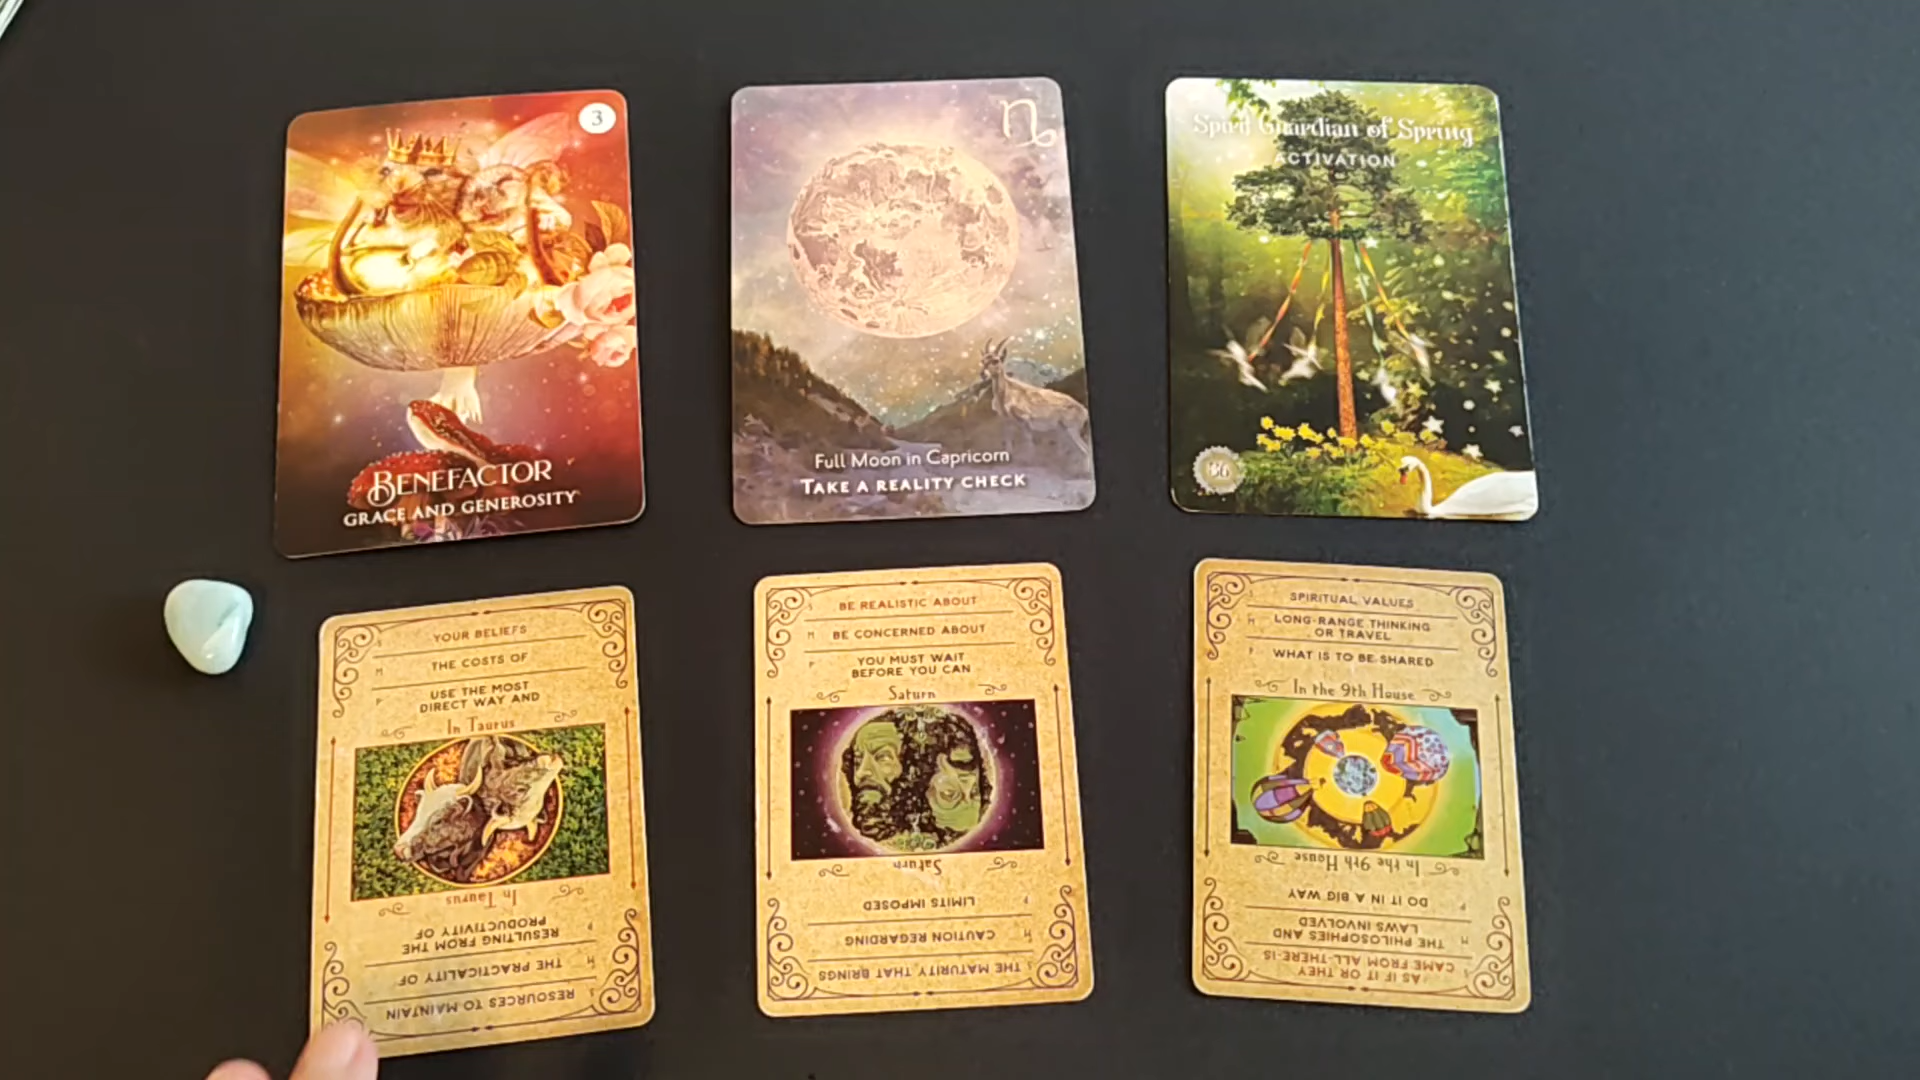 3
BENEFACTOR
GRACE AND GENEROSITY
Full Moon in Capricorn
TAKE A REALITY CHECK
Spirit Guardian of Spring
ACTIVATION
36
S YOUR BELIEFS
M THE COSTS OF
P USE THE MOST
DIRECT WAY AND
In Taurus
In Taurus
P RESULTING FROM THE
PRODUCTIVITY OF
M THE PRACTICALITY OF
S RESOURCES TO MAINTAIN
S BE REALISTIC ABOUT
M BE CONCERNED ABOUT
P YOU MUST WAIT
BEFORE YOU CAN
Saturn
Saturn
P LIMITS IMPOSED
M CAUTION REGARDING
S THE MATURITY THAT BRINGS
S SPIRITUAL VALUES
M LONG-RANGE THINKING
OR TRAVEL
P WHAT IS TO BE SHARED
In the 9th House
In the 9th House
P DO IT IN A BIG WAY
M THE PHILOSOPHIES AND
LAWS INVOLVED
S AS IF IT OR THEY
CAME FROM ALL-THERE-IS